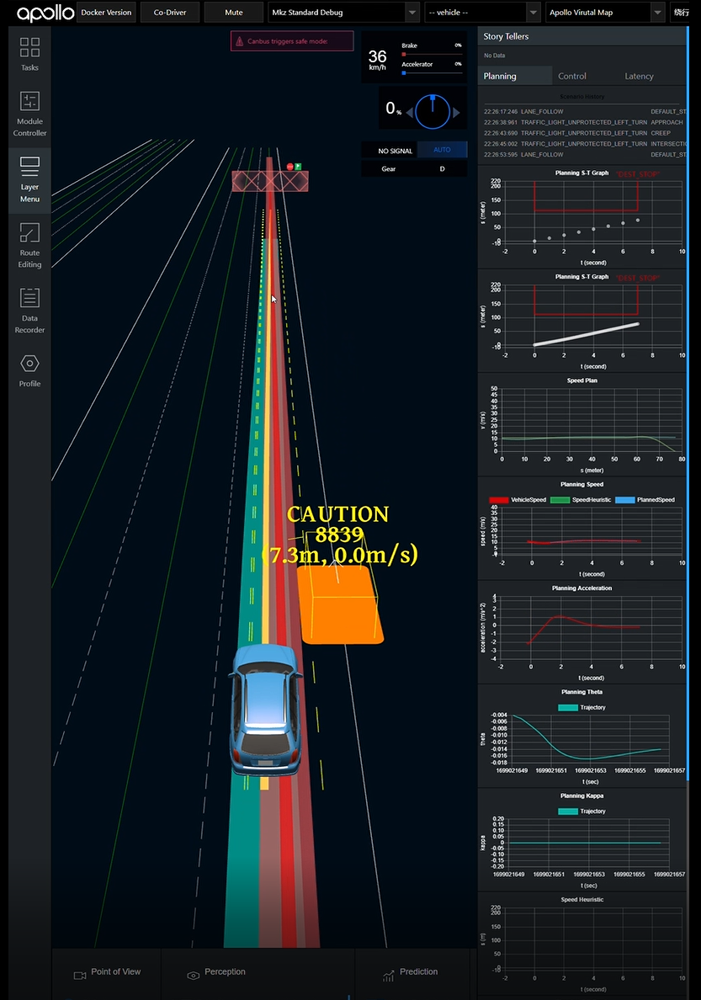 apollo
Docker Version
Co-Driver
Mute
Mkz Standard Debug
-- vehicle --
Apollo Virutal Map
绕行
Tasks
Module
Controller
Layer
Menu
Route
Editing
Data
Recorder
Profile
Canbus triggers safe mode:
36
km/h
Brake 0%
Accelerator 0%
0 %
NO SIGNAL AUTO
Gear D
CAUTION
8839
(7.3m, 0.0m/s)
Point of View
Perception
Prediction
Story Tellers
No Data
Planning Control Latency
Scenario History
22:26:17:246 LANE_FOLLOW DEFAULT_ST
22:26:38:961 TRAFFIC_LIGHT_UNPROTECTED_LEFT_TURN APPROACH
22:26:43:690 TRAFFIC_LIGHT_UNPROTECTED_LEFT_TURN CREEP
22:26:45:002 TRAFFIC_LIGHT_UNPROTECTED_LEFT_TURN INTERSECTI
22:26:53:595 LANE_FOLLOW DEFAULT_ST
Planning S-T Graph
"DEST_STOP"
s (meter)
220
200
150
100
50
0
-10
-2 0 2 4 6 8 10
t (second)
Planning S-T Graph
"DEST_STOP"
s (meter)
220
200
150
100
50
0
-10
-2 0 2 4 6 8 10
t (second)
Speed Plan
v (m/s)
50
45
40
35
30
25
20
15
10
5
0
0 10 20 30 40 50 60 70 80
s (meter)
Planning Speed
VehicleSpeed SpeedHeuristic PlannedSpeed
speed (m/s)
40
35
30
25
20
15
10
5
-2 0 2 4 6 8 10
t (second)
Planning Acceleration
acceleration (m/s^2)
4
3
2
1
0
-1
-2
-3
-4
-2 0 2 4 6 8 10
t (second)
Planning Theta
Trajectory
theta
-0.004
-0.006
-0.008
-0.010
-0.012
-0.014
-0.016
-0.018
1699021649 1699021651 1699021653 1699021655 1699021657
t (sec)
Planning Kappa
Trajectory
kappa
0.20
0.15
0.10
0.05
0
-0.05
-0.10
-0.15
-0.20
1699021649 1699021651 1699021653 1699021655 1699021657
t (sec)
Speed Heuristic
s (m)
220
200
150
100
50
0
-10
-2 0 2 4 6 8 10
t (second)